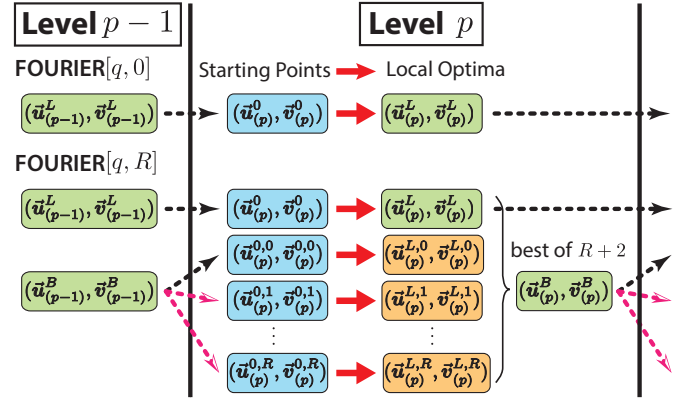 Level p − 1
Level p
FOURIER[q, 0]
Starting Points
Local Optima
(u⃗^L_(p−1), v⃗^L_(p−1))
(u⃗^0_(p), v⃗^0_(p))
(u⃗^L_(p), v⃗^L_(p))
FOURIER[q, R]
(u⃗^L_(p−1), v⃗^L_(p−1))
(u⃗^0_(p), v⃗^0_(p))
(u⃗^L_(p), v⃗^L_(p))
(u⃗^{0,0}_(p), v⃗^{0,0}_(p))
(u⃗^{L,0}_(p), v⃗^{L,0}_(p))
best of R + 2
(u⃗^B_(p−1), v⃗^B_(p−1))
(u⃗^{0,1}_(p), v⃗^{0,1}_(p))
(u⃗^{L,1}_(p), v⃗^{L,1}_(p))
(u⃗^B_(p), v⃗^B_(p))
⋮
⋮
(u⃗^{0,R}_(p), v⃗^{0,R}_(p))
(u⃗^{L,R}_(p), v⃗^{L,R}_(p))